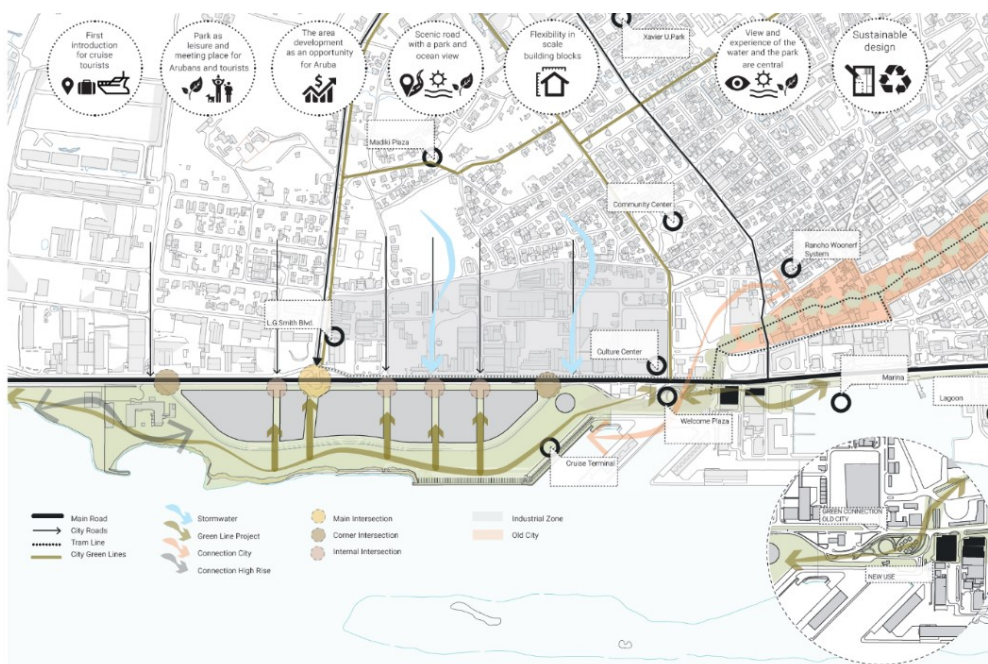 First
introduction
for cruise
tourists
Park as
leisure and
meeting place for
Arubans and tourists
The area
development
as an opportunity
for Aruba
Scenic road
with a park and
ocean view
Flexibility in
scale
building blocks
View and
experience of the
water and the park
are central
Sustainable
design
Xavier U.Park
Madiki Plaza
Community Center
Rancho Woonerf
System
L.G.Smith Blvd.
Culture Center
Marina
Lagoon
Welcome Plaza
Cruise Terminal
GREEN CONNECTION
OLD CITY
NEW USE
Main Road
City Roads
Tram Line
City Green Lines
Stormwater
Green Line Project
Connection City
Connection High Rise
Main Intersection
Corner Intersection
Internal Intersection
Industrial Zone
Old City